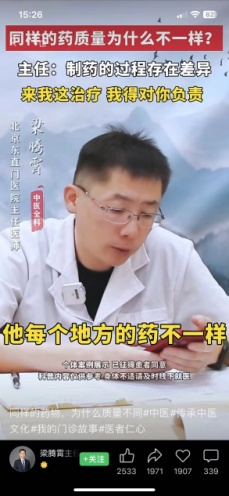 15:26
同样的药质量为什么不一样？
主任：制药的过程存在差异
来我这治疗 我得对你负责
梁腾霄
中医全科
北京东直门医院主任医师
他每个地方的药不一样
个体案例展示 已征得患者同意
科普内容仅供参考 身体不适请及时线下就医
同样的药物，为什么质量不同#中医#传承中医
文化#我的门诊故事#医者仁心
梁腾霄主
+关注
2533
1971
1907
339